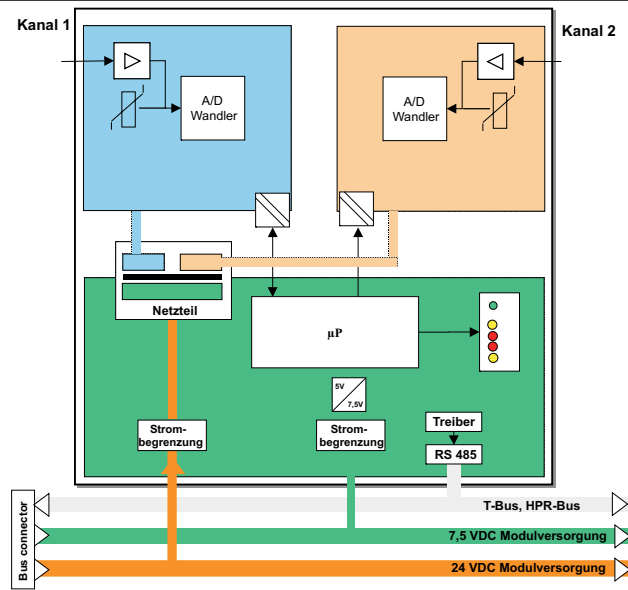 Kanal 1
Kanal 2
A/D
Wandler
A/D
Wandler
Netzteil
µP
5V
7,5V
Strom-
begrenzung
Strom-
begrenzung
Treiber
RS 485
T-Bus, HPR-Bus
7,5 VDC Modulversorgung
24 VDC Modulversorgung
Bus connector